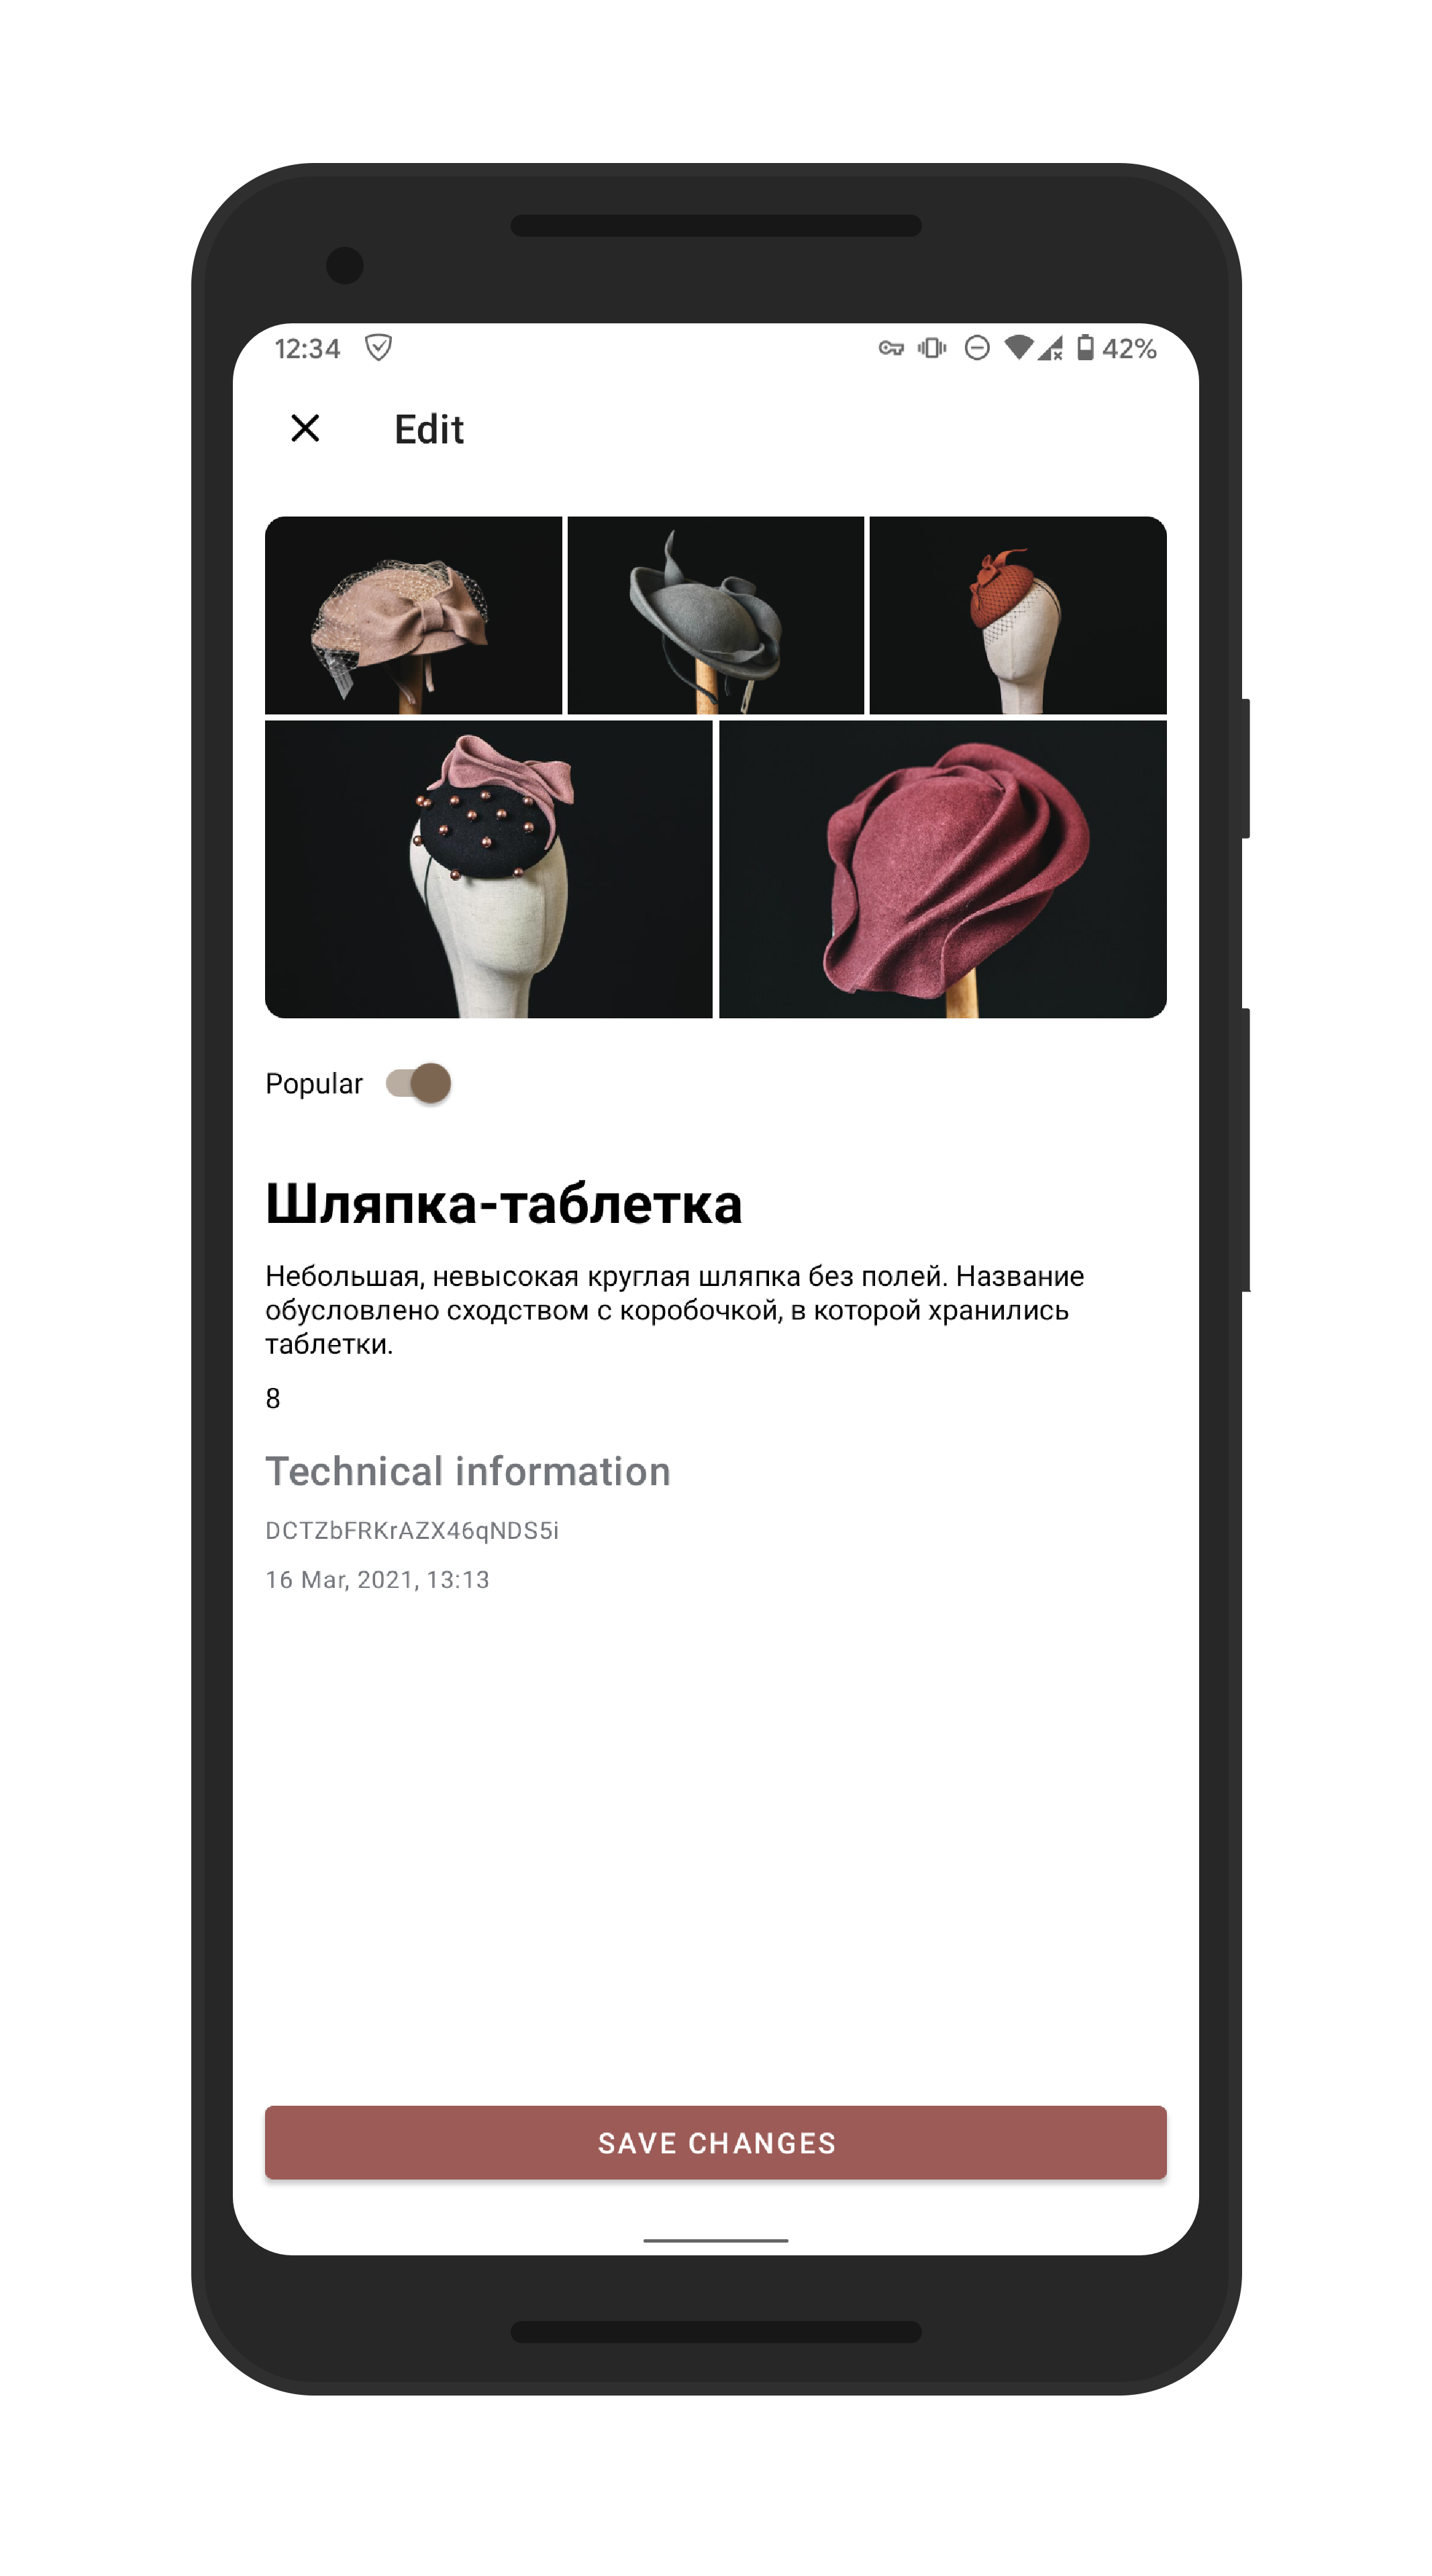 12:34
42%
Edit
Popular
Шляпка-таблетка
Небольшая, невысокая круглая шляпка без полей. Название
обусловлено сходством с коробочкой, в которой хранились
таблетки.
8
Technical information
DCTZbFRKrAZX46qNDS5i
16 Mar, 2021, 13:13
SAVE CHANGES